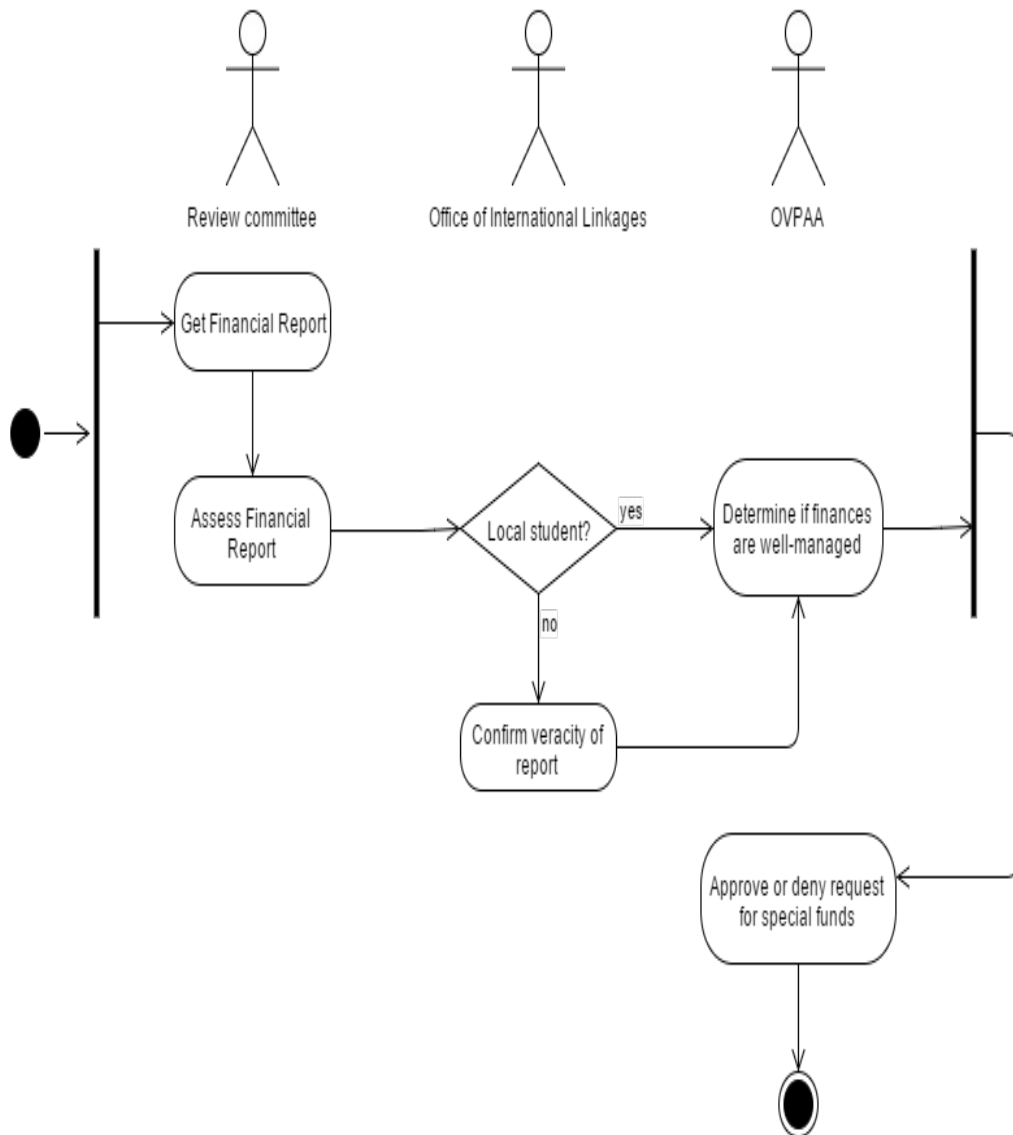 Review committee
Office of International Linkages
OVPAA
Get Financial Report
Assess Financial
Report
Local student?
yes
Determine if finances
are well-managed
no
Confirm veracity of
report
Approve or deny request
for special funds